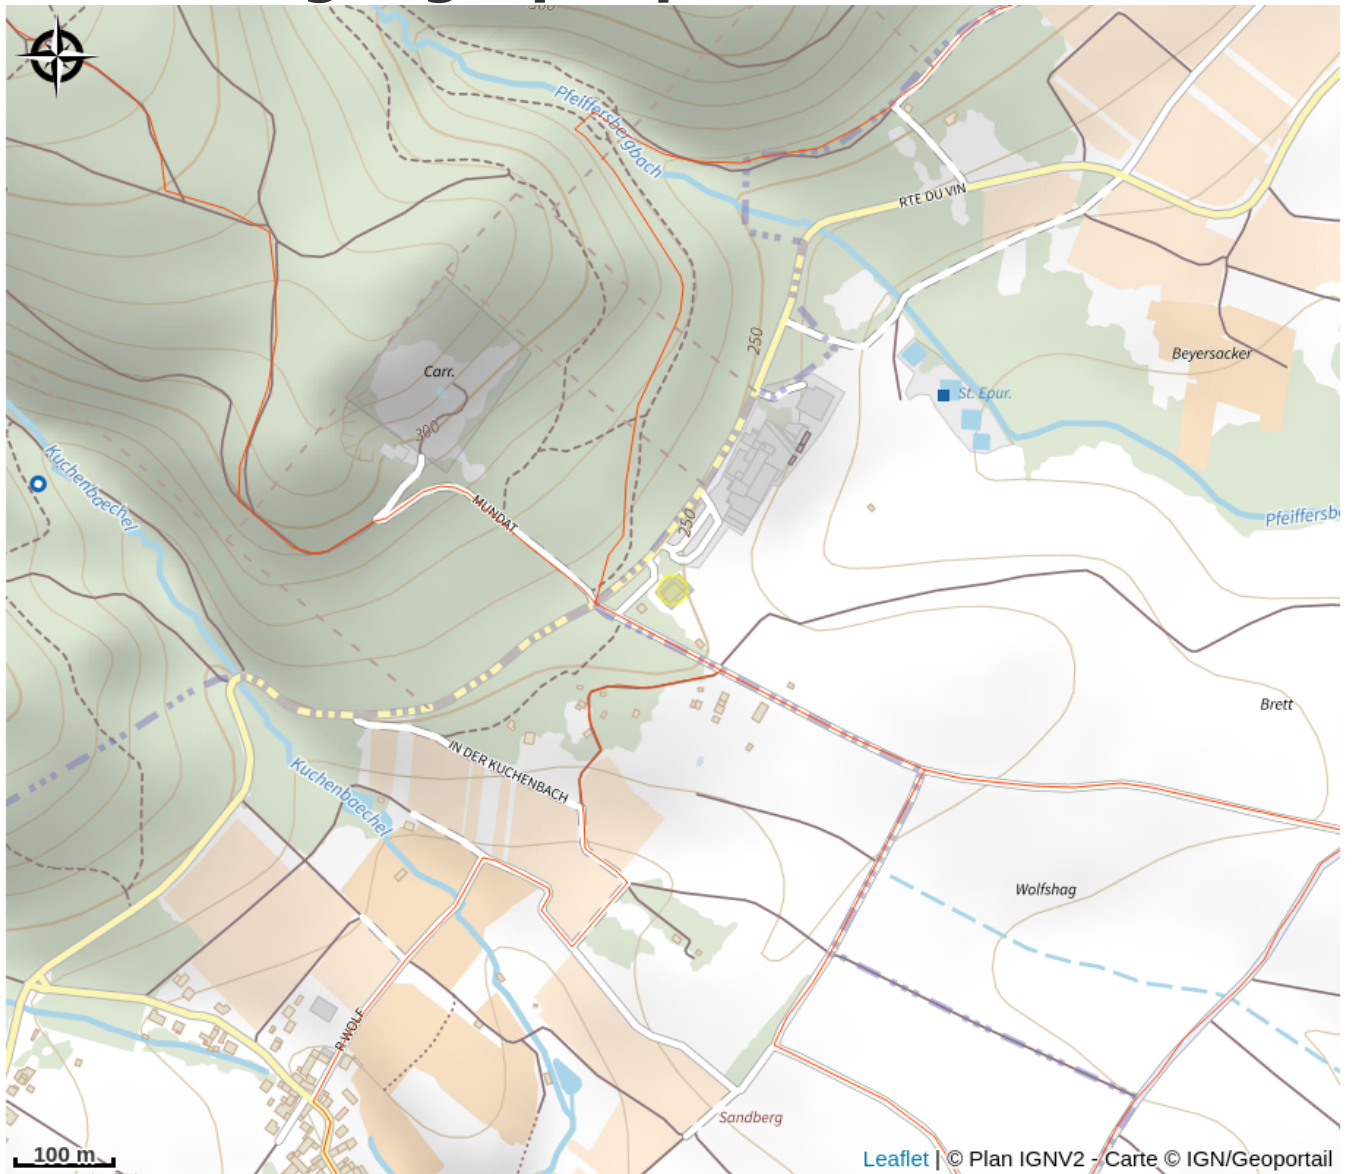 300
Pfeiffersbergbach
RTE DU VIN
250
Beyersacker
Carr.
St. Epur.
300
Kuchenbaechel
MUNDAT
250
Pfeiffersb
Brett
IN DER KUCHENBACH
Kuchenbaechel
Wolfshag
R WOLF
Sandberg
100 m
Leaflet | © Plan IGNV2 - Carte © IGN/Geoportail